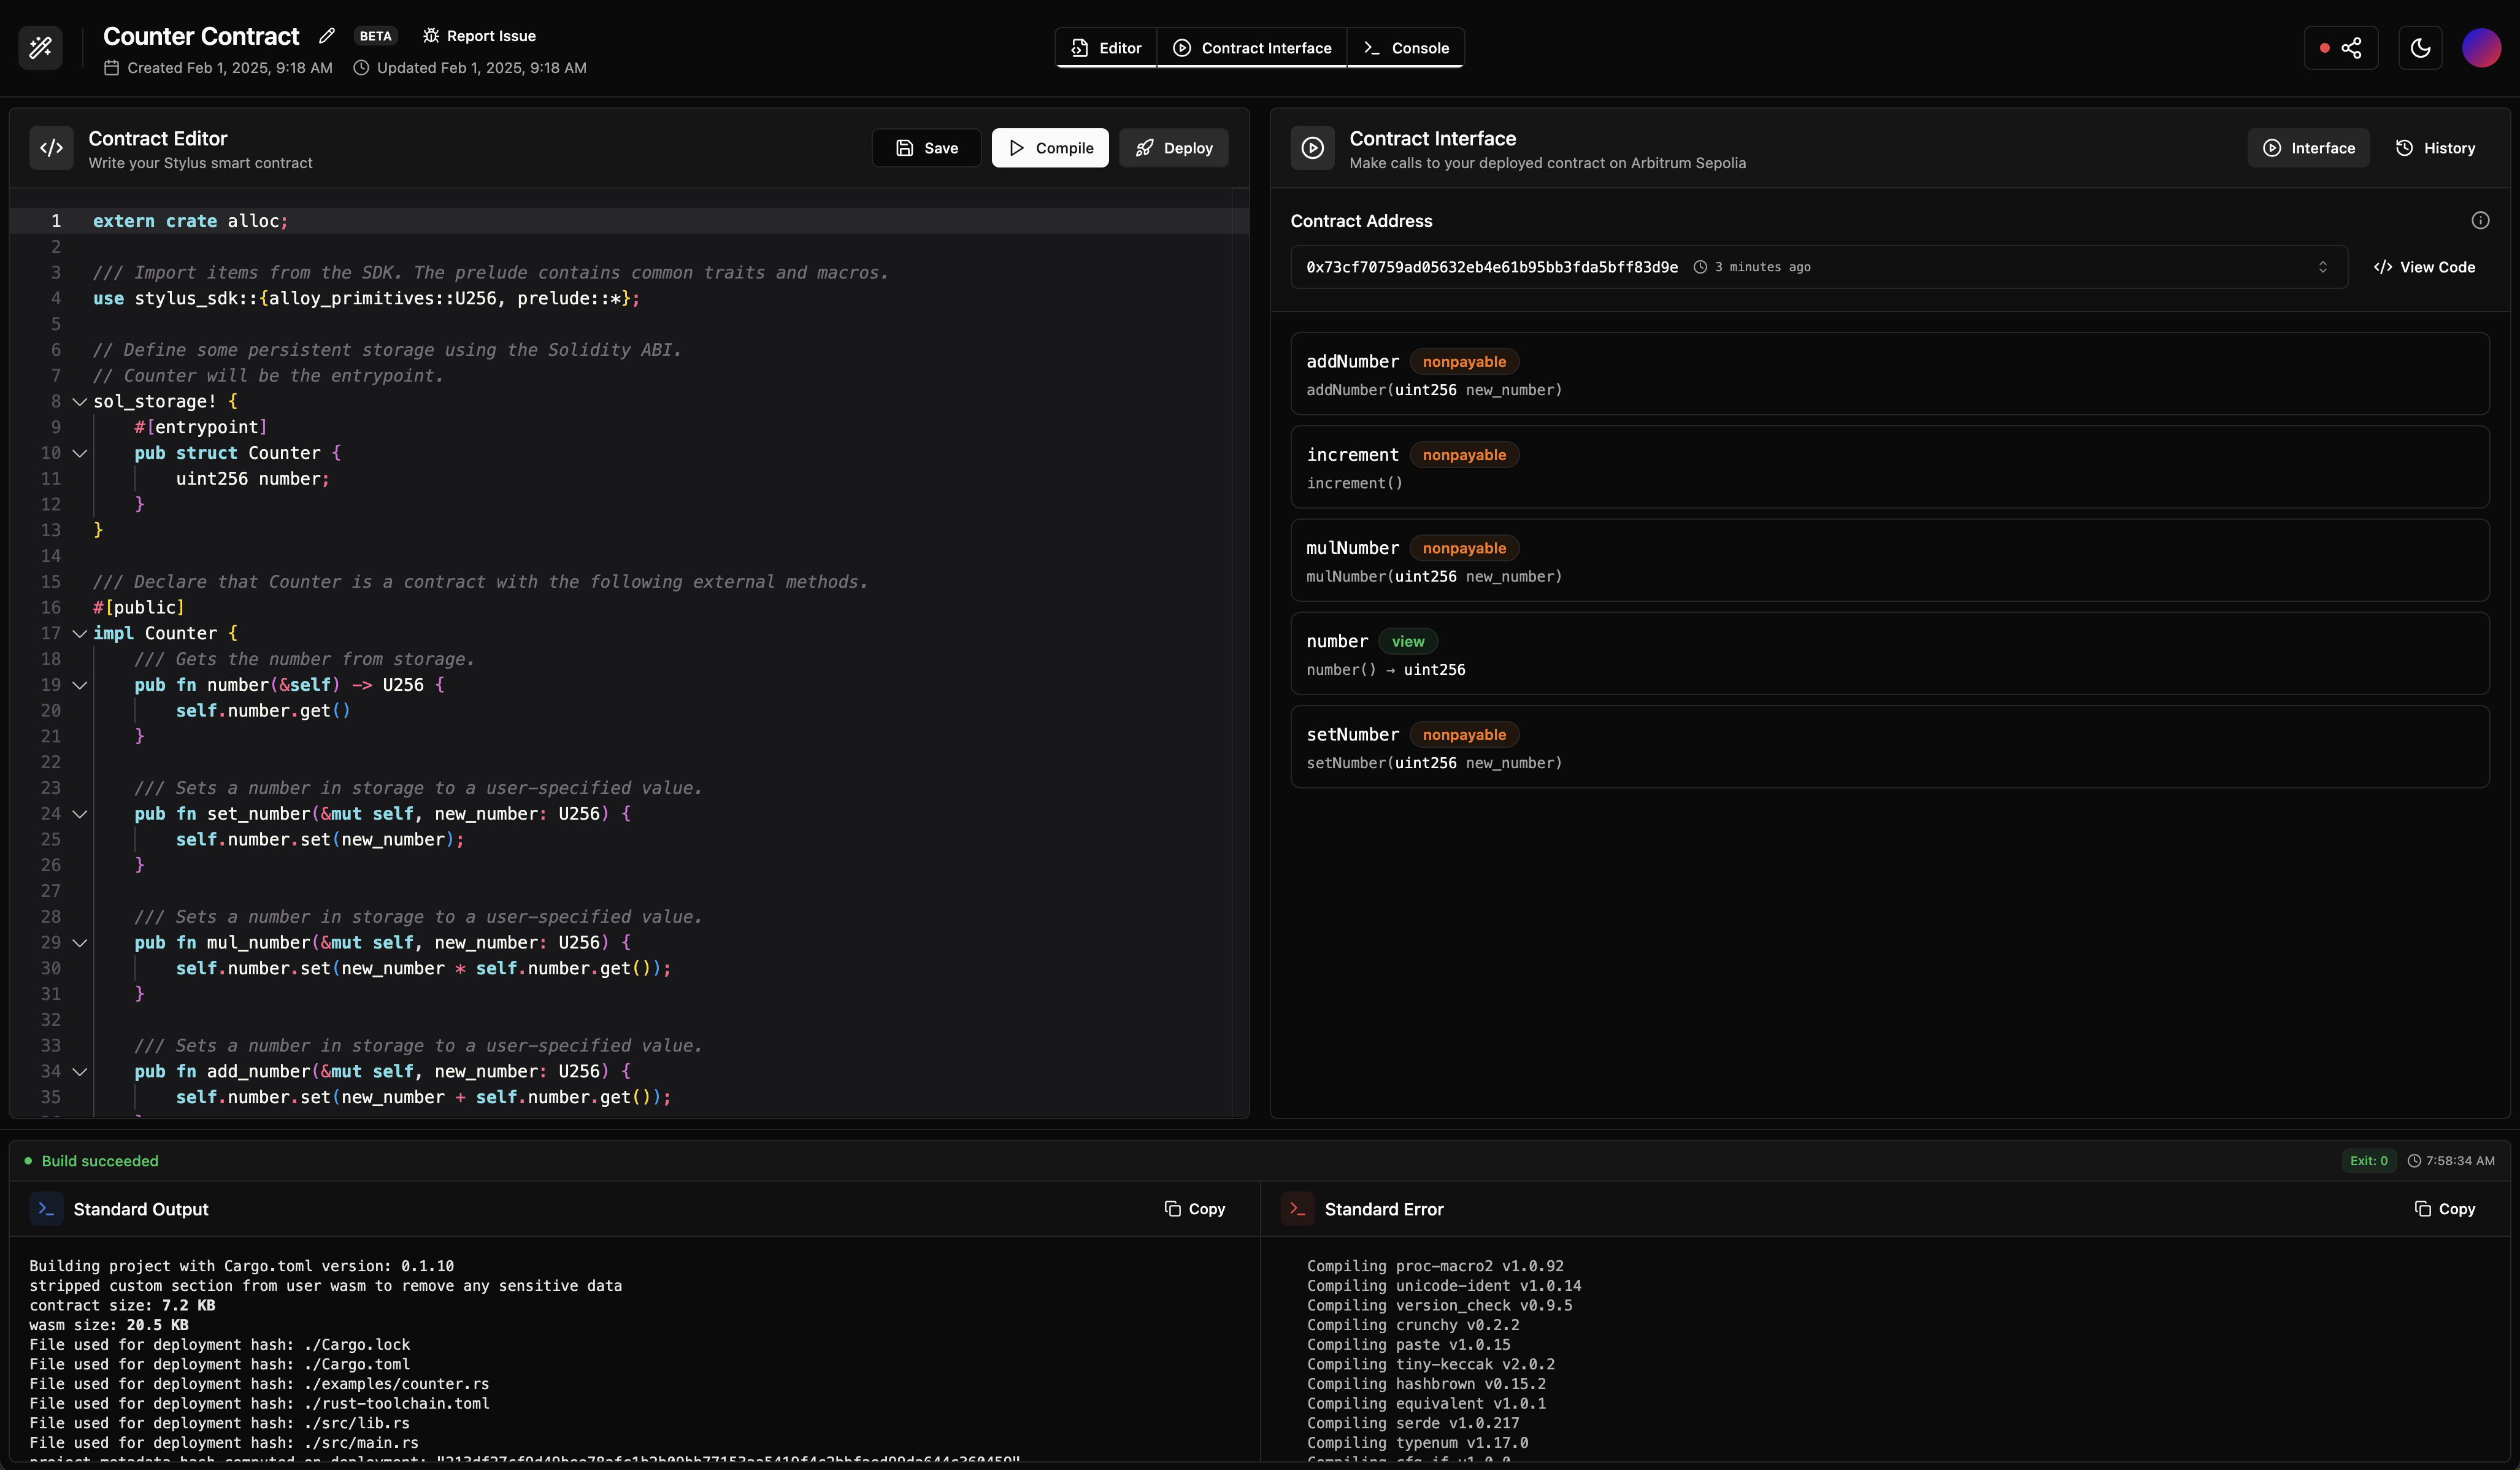 Counter Contract BETA Report Issue
Created Feb 1, 2025, 9:18 AM Updated Feb 1, 2025, 9:18 AM
Editor Contract Interface Console
Contract Editor
Write your Stylus smart contract
Save Compile Deploy
1 extern crate alloc;
2
3 /// Import items from the SDK. The prelude contains common traits and macros.
4 use stylus_sdk::{alloy_primitives::U256, prelude::*};
5
6 // Define some persistent storage using the Solidity ABI.
7 // Counter will be the entrypoint.
8 sol_storage! {
9     #[entrypoint]
10     pub struct Counter {
11         uint256 number;
12     }
13 }
14
15 /// Declare that Counter is a contract with the following external methods.
16 #[public]
17 impl Counter {
18     /// Gets the number from storage.
19     pub fn number(&self) -> U256 {
20         self.number.get()
21     }
22
23     /// Sets a number in storage to a user-specified value.
24     pub fn set_number(&mut self, new_number: U256) {
25         self.number.set(new_number);
26     }
27
28     /// Sets a number in storage to a user-specified value.
29     pub fn mul_number(&mut self, new_number: U256) {
30         self.number.set(new_number * self.number.get());
31     }
32
33     /// Sets a number in storage to a user-specified value.
34     pub fn add_number(&mut self, new_number: U256) {
35         self.number.set(new_number + self.number.get());
Contract Interface
Make calls to your deployed contract on Arbitrum Sepolia
Interface History
Contract Address
0x73cf70759ad05632eb4e61b95bb3fda5bff83d9e 3 minutes ago View Code
addNumber nonpayable
addNumber(uint256 new_number)
increment nonpayable
increment()
mulNumber nonpayable
mulNumber(uint256 new_number)
number view
number() → uint256
setNumber nonpayable
setNumber(uint256 new_number)
Build succeeded Exit: 0 7:58:34 AM
Standard Output Copy
Building project with Cargo.toml version: 0.1.10
stripped custom section from user wasm to remove any sensitive data
contract size: 7.2 KB
wasm size: 20.5 KB
File used for deployment hash: ./Cargo.lock
File used for deployment hash: ./Cargo.toml
File used for deployment hash: ./examples/counter.rs
File used for deployment hash: ./rust-toolchain.toml
File used for deployment hash: ./src/lib.rs
File used for deployment hash: ./src/main.rs
project metadata hash computed on deployment:
Standard Error Copy
Compiling proc-macro2 v1.0.92
Compiling unicode-ident v1.0.14
Compiling version_check v0.9.5
Compiling crunchy v0.2.2
Compiling paste v1.0.15
Compiling tiny-keccak v2.0.2
Compiling hashbrown v0.15.2
Compiling equivalent v1.0.1
Compiling serde v1.0.217
Compiling typenum v1.17.0
Compiling cfg-if v1.0.0